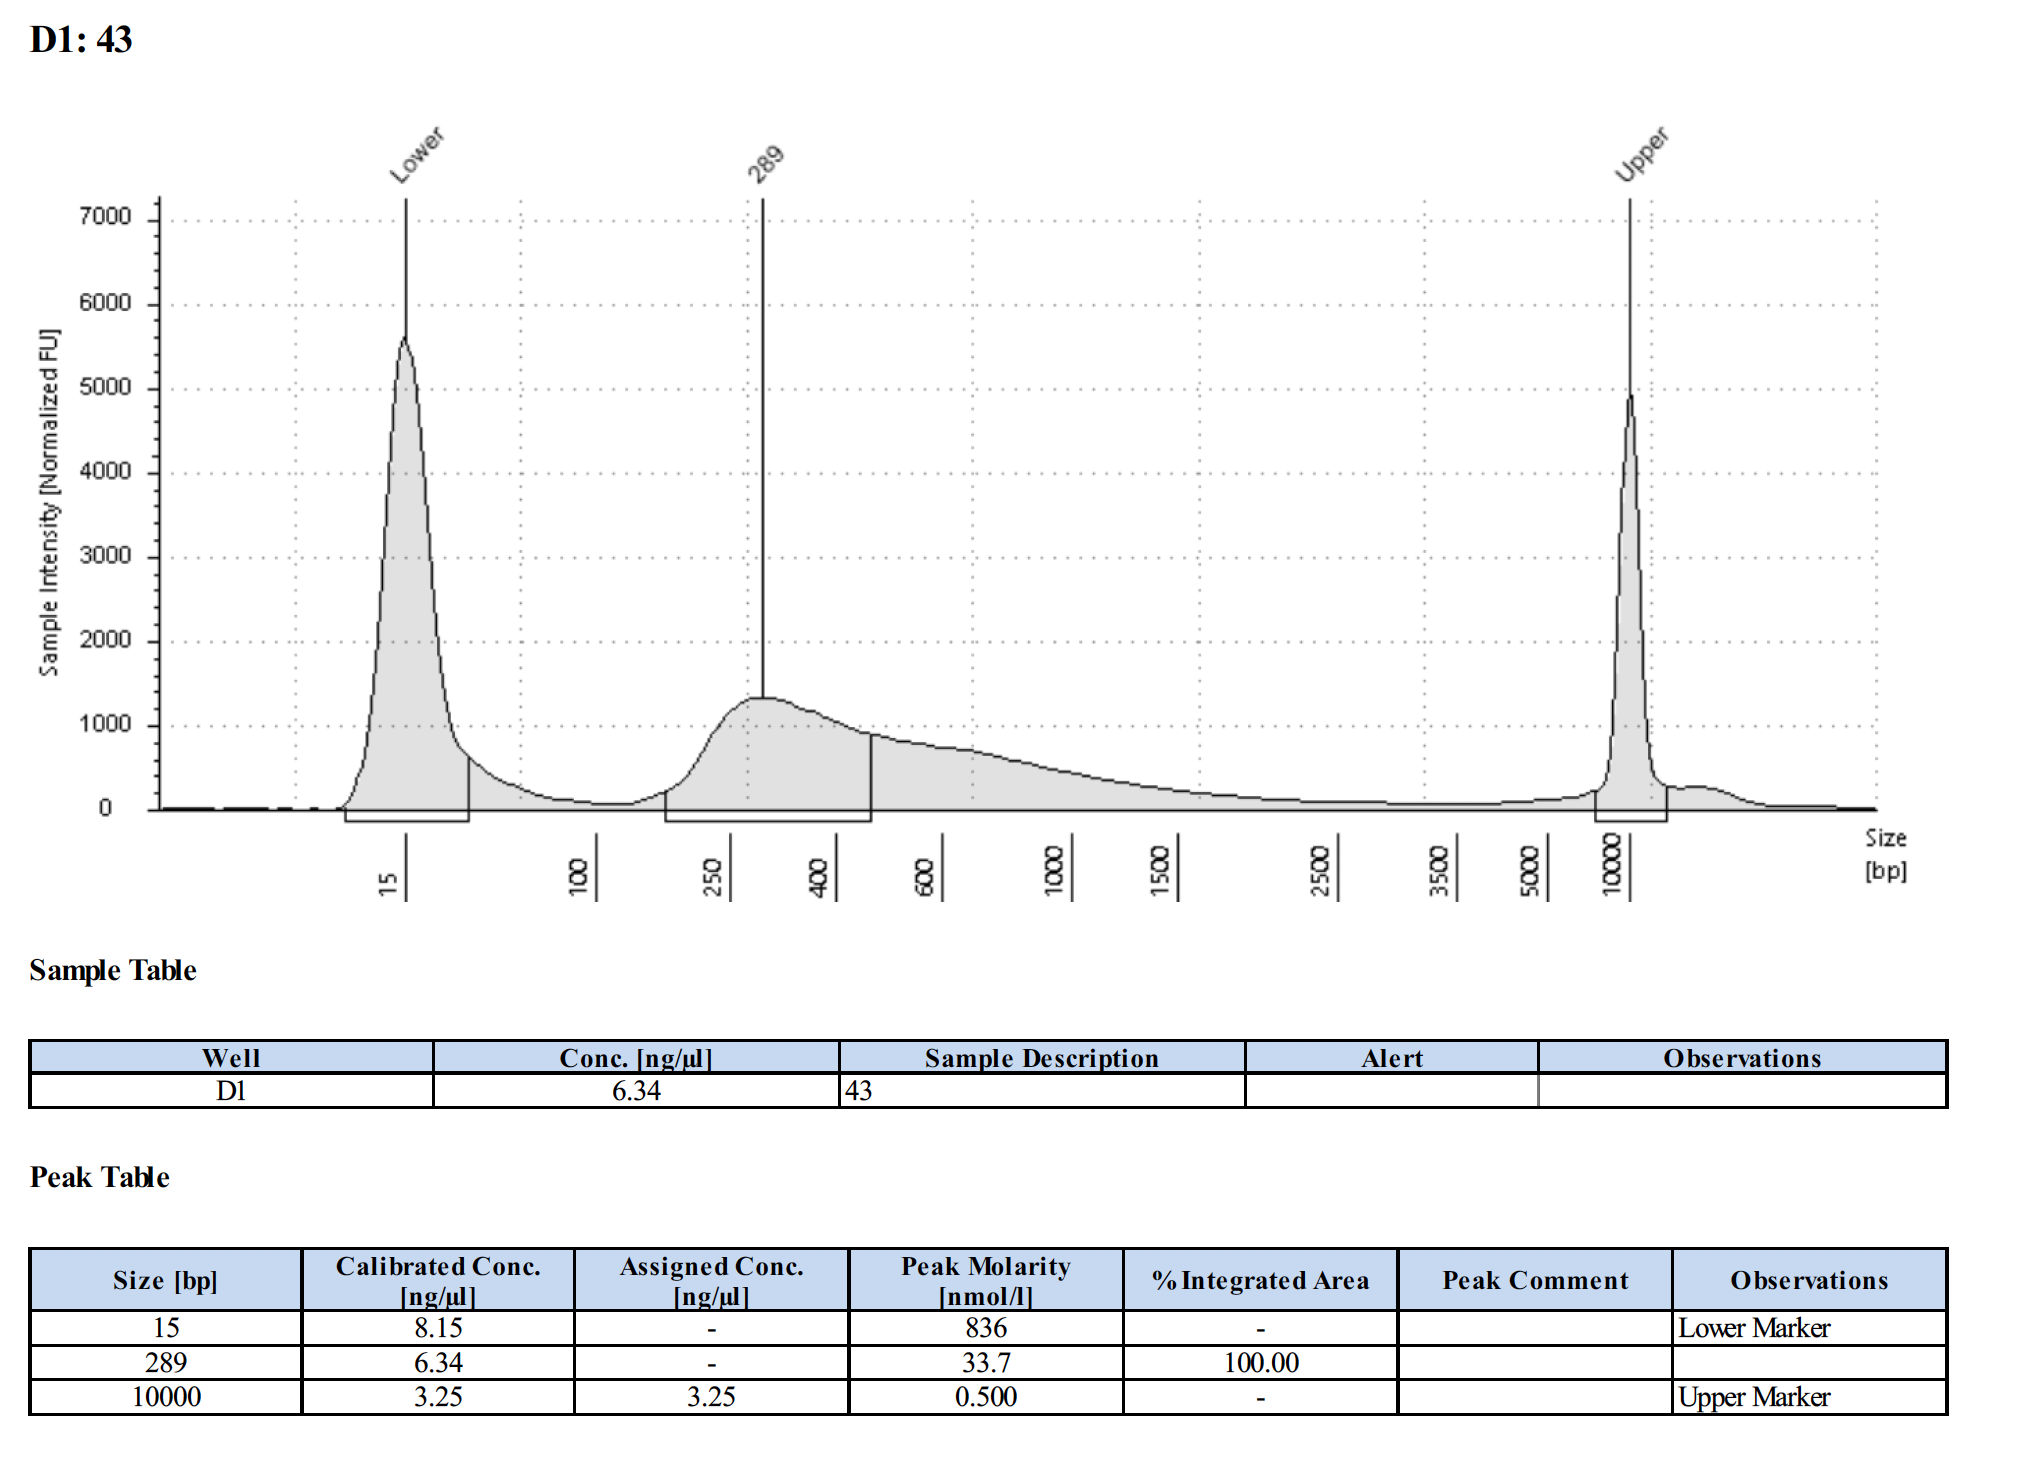 D1: 43
Lower
289
Upper
Sample Intensity [Normalized FU]
7000
6000
5000
4000
3000
2000
1000
0
15
100
250
400
600
1000
1500
2500
3500
5000
10000
Size
[bp]
Sample Table
Well Conc. [ng/µl] Sample Description Alert Observations
D1 6.34 43
Peak Table
Size [bp] Calibrated Conc. [ng/µl] Assigned Conc. [ng/µl] Peak Molarity [nmol/l] % Integrated Area Peak Comment Observations
15 8.15 - 836 - Lower Marker
289 6.34 - 33.7 100.00
10000 3.25 3.25 0.500 - Upper Marker